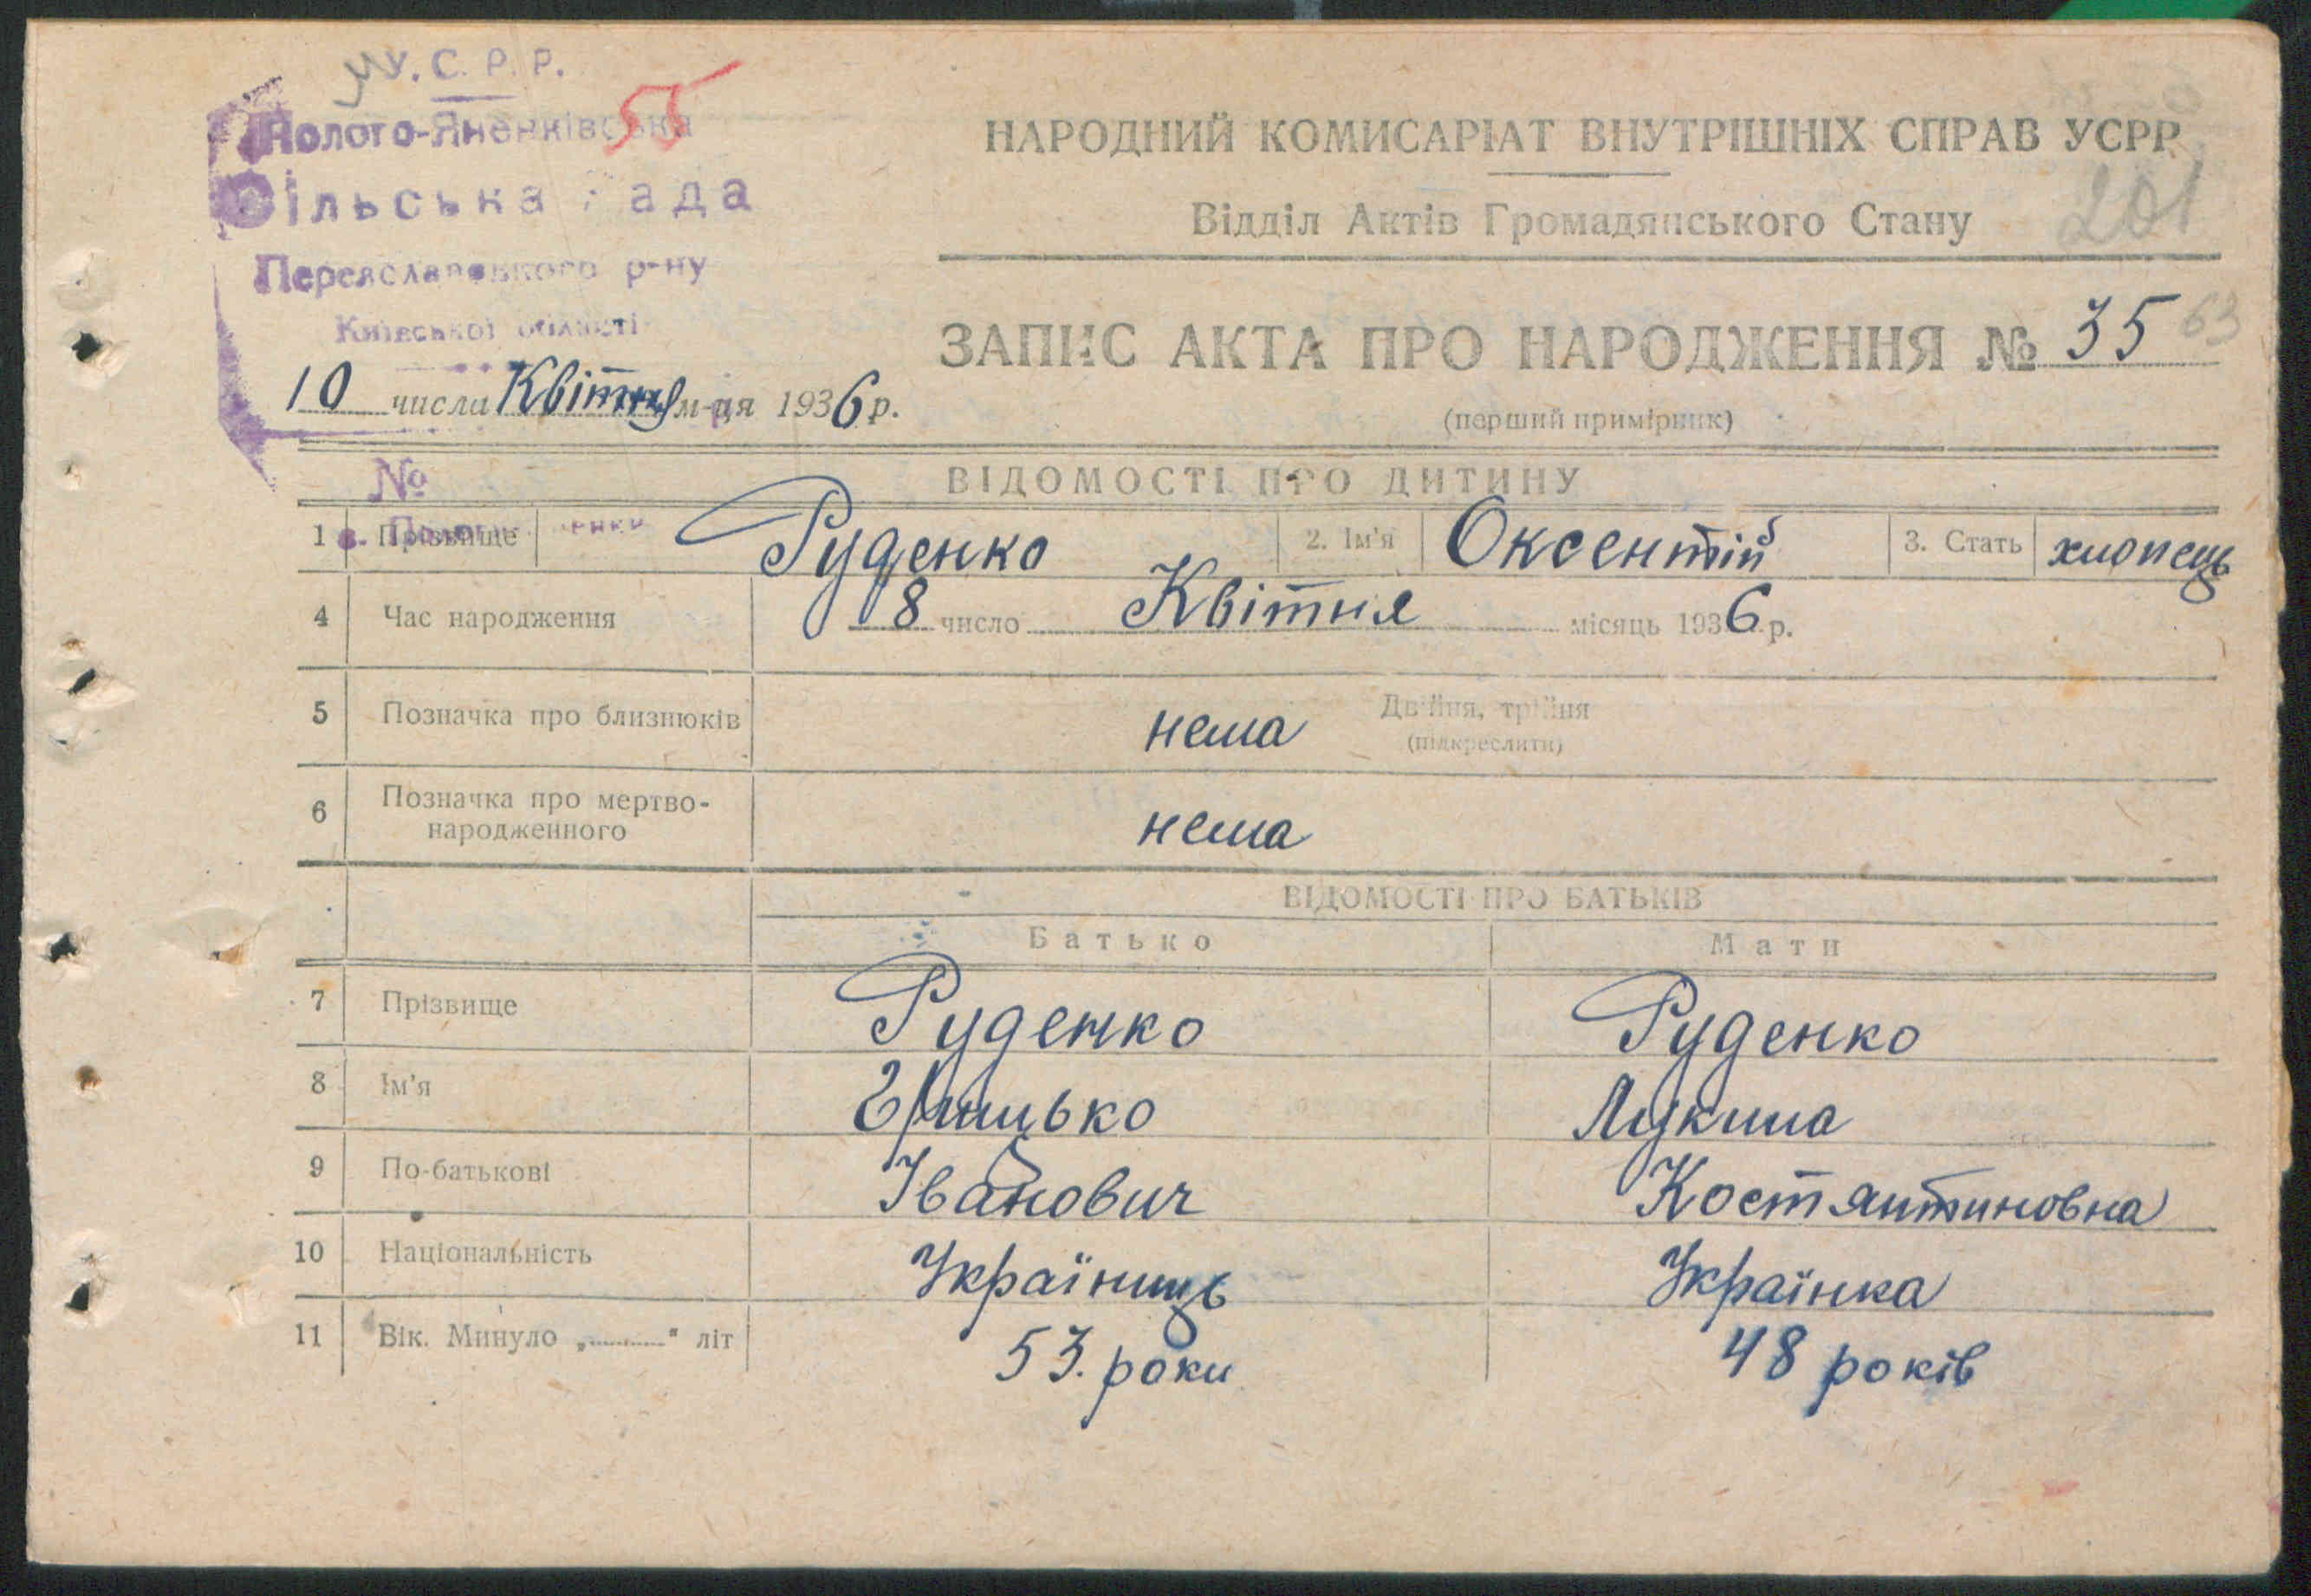 У.С.Р.Р.
55
Полого-Яненківська
Сільська Рада
Переяславського р-ну
Київської області
10 числа Квітня м-ця 1936 р.
№
НАРОДНИЙ КОМИСАРІАТ ВНУТРІШНІХ СПРАВ УСРР
Відділ Актів Громадянського Стану
201
ЗАПИС АКТА ПРО НАРОДЖЕННЯ № 35
63
(перший примірник)
ВІДОМОСТІ ПРО ДИТИНУ
1 Прізвище Руденко 2. Ім'я Оксентій 3. Стать хлопець
4 Час народження 8 число Квітня місяць 1936 р.
5 Позначка про близнюків нема Двійня, трійня
(підкреслити)
6 Позначка про мертво-
народженного нема
ВІДОМОСТІ ПРО БАТЬКІВ
Батько Мати
7 Прізвище Руденко Руденко
8 Ім'я Грицько Лукина
9 По-батькові Іванович Костянтиновна
10 Національність Українець Українка
11 Вік. Минуло „..........." літ 53. роки 48 років